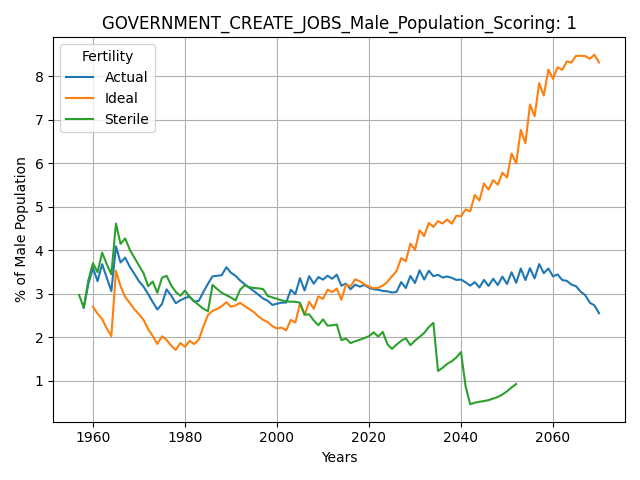 GOVERNMENT_CREATE_JOBS_Male_Population_Scoring: 1
Fertility
Actual
Ideal
Sterile
% of Male Population
8
7
6
5
4
3
2
1
1960 1980 2000 2020 2040 2060
Years